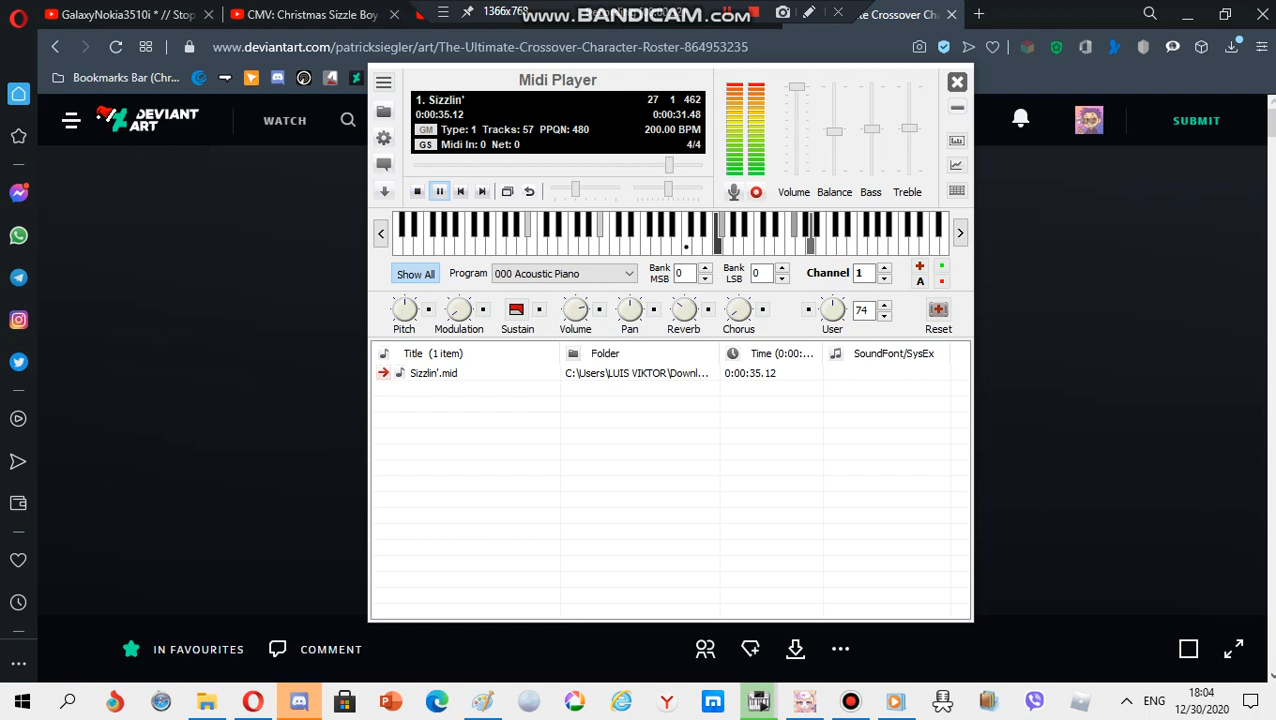 GalaxyNokia3510i * // Stop
CMV: Christmas Sizzle Boy
1366x768
www.BANDICAM.com
te Crossover Cha
www.deviantart.com/patricksiegler/art/The-Ultimate-Crossover-Character-Roster-864953235
Bookmarks Bar (Chr...
DEVIANT ART
WATCH
SUBMIT
Midi Player
1. Sizzlin'
27 1 462
0:00:35.12
0:00:31.48
GM Type: 1 Tracks: 57 PPQN: 480
200.00 BPM
GS Midi In: 0 Net: 0
4/4
Volume Balance Bass Treble
Show All
Program
000 Acoustic Piano
Bank MSB
0
Bank LSB
0
Channel 1
A
Pitch Modulation Sustain Volume Pan Reverb Chorus User
74
Reset
Title (1 item)
Folder
Time (0:00:...
SoundFont/SysEx
Sizzlin'.mid
C:\Users\LUIS VIKTOR\Downl...
0:00:35.12
IN FAVOURITES
COMMENT
ENG
18:04
12/30/2020